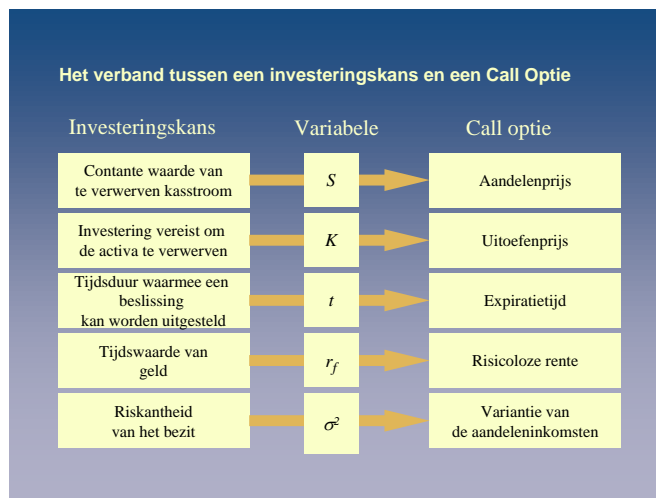 Het verband tussen een investeringskans en een Call Optie
Investeringskans Variabele Call optie
Contante waarde van
te verwerven kasstroom
S
Aandelenprijs
Investering vereist om
de activa te verwerven
K
Uitoefenprijs
Tijdsduur waarmee een
beslissing
kan worden uitgesteld
t
Expiratietijd
Tijdswaarde van
geld
r_f
Risicoloze rente
Riskantheid
van het bezit
σ²
Variantie van
de aandeleninkomsten